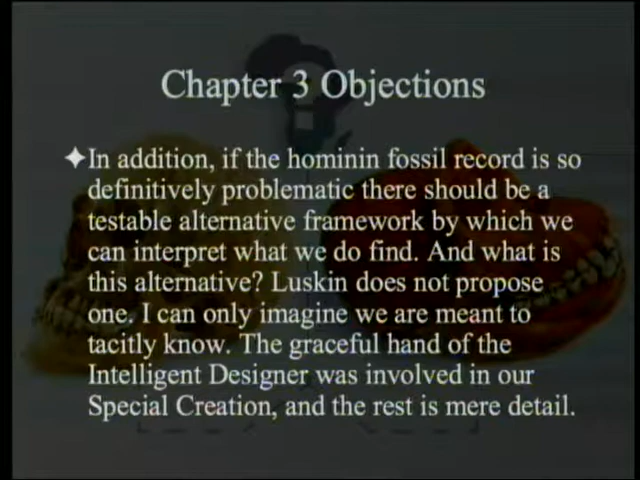 Chapter 3 Objections
✦In addition, if the hominin fossil record is so
definitively problematic there should be a
testable alternative framework by which we
can interpret what we do find. And what is
this alternative? Luskin does not propose
one. I can only imagine we are meant to
tacitly know. The graceful hand of the
Intelligent Designer was involved in our
Special Creation, and the rest is mere detail.